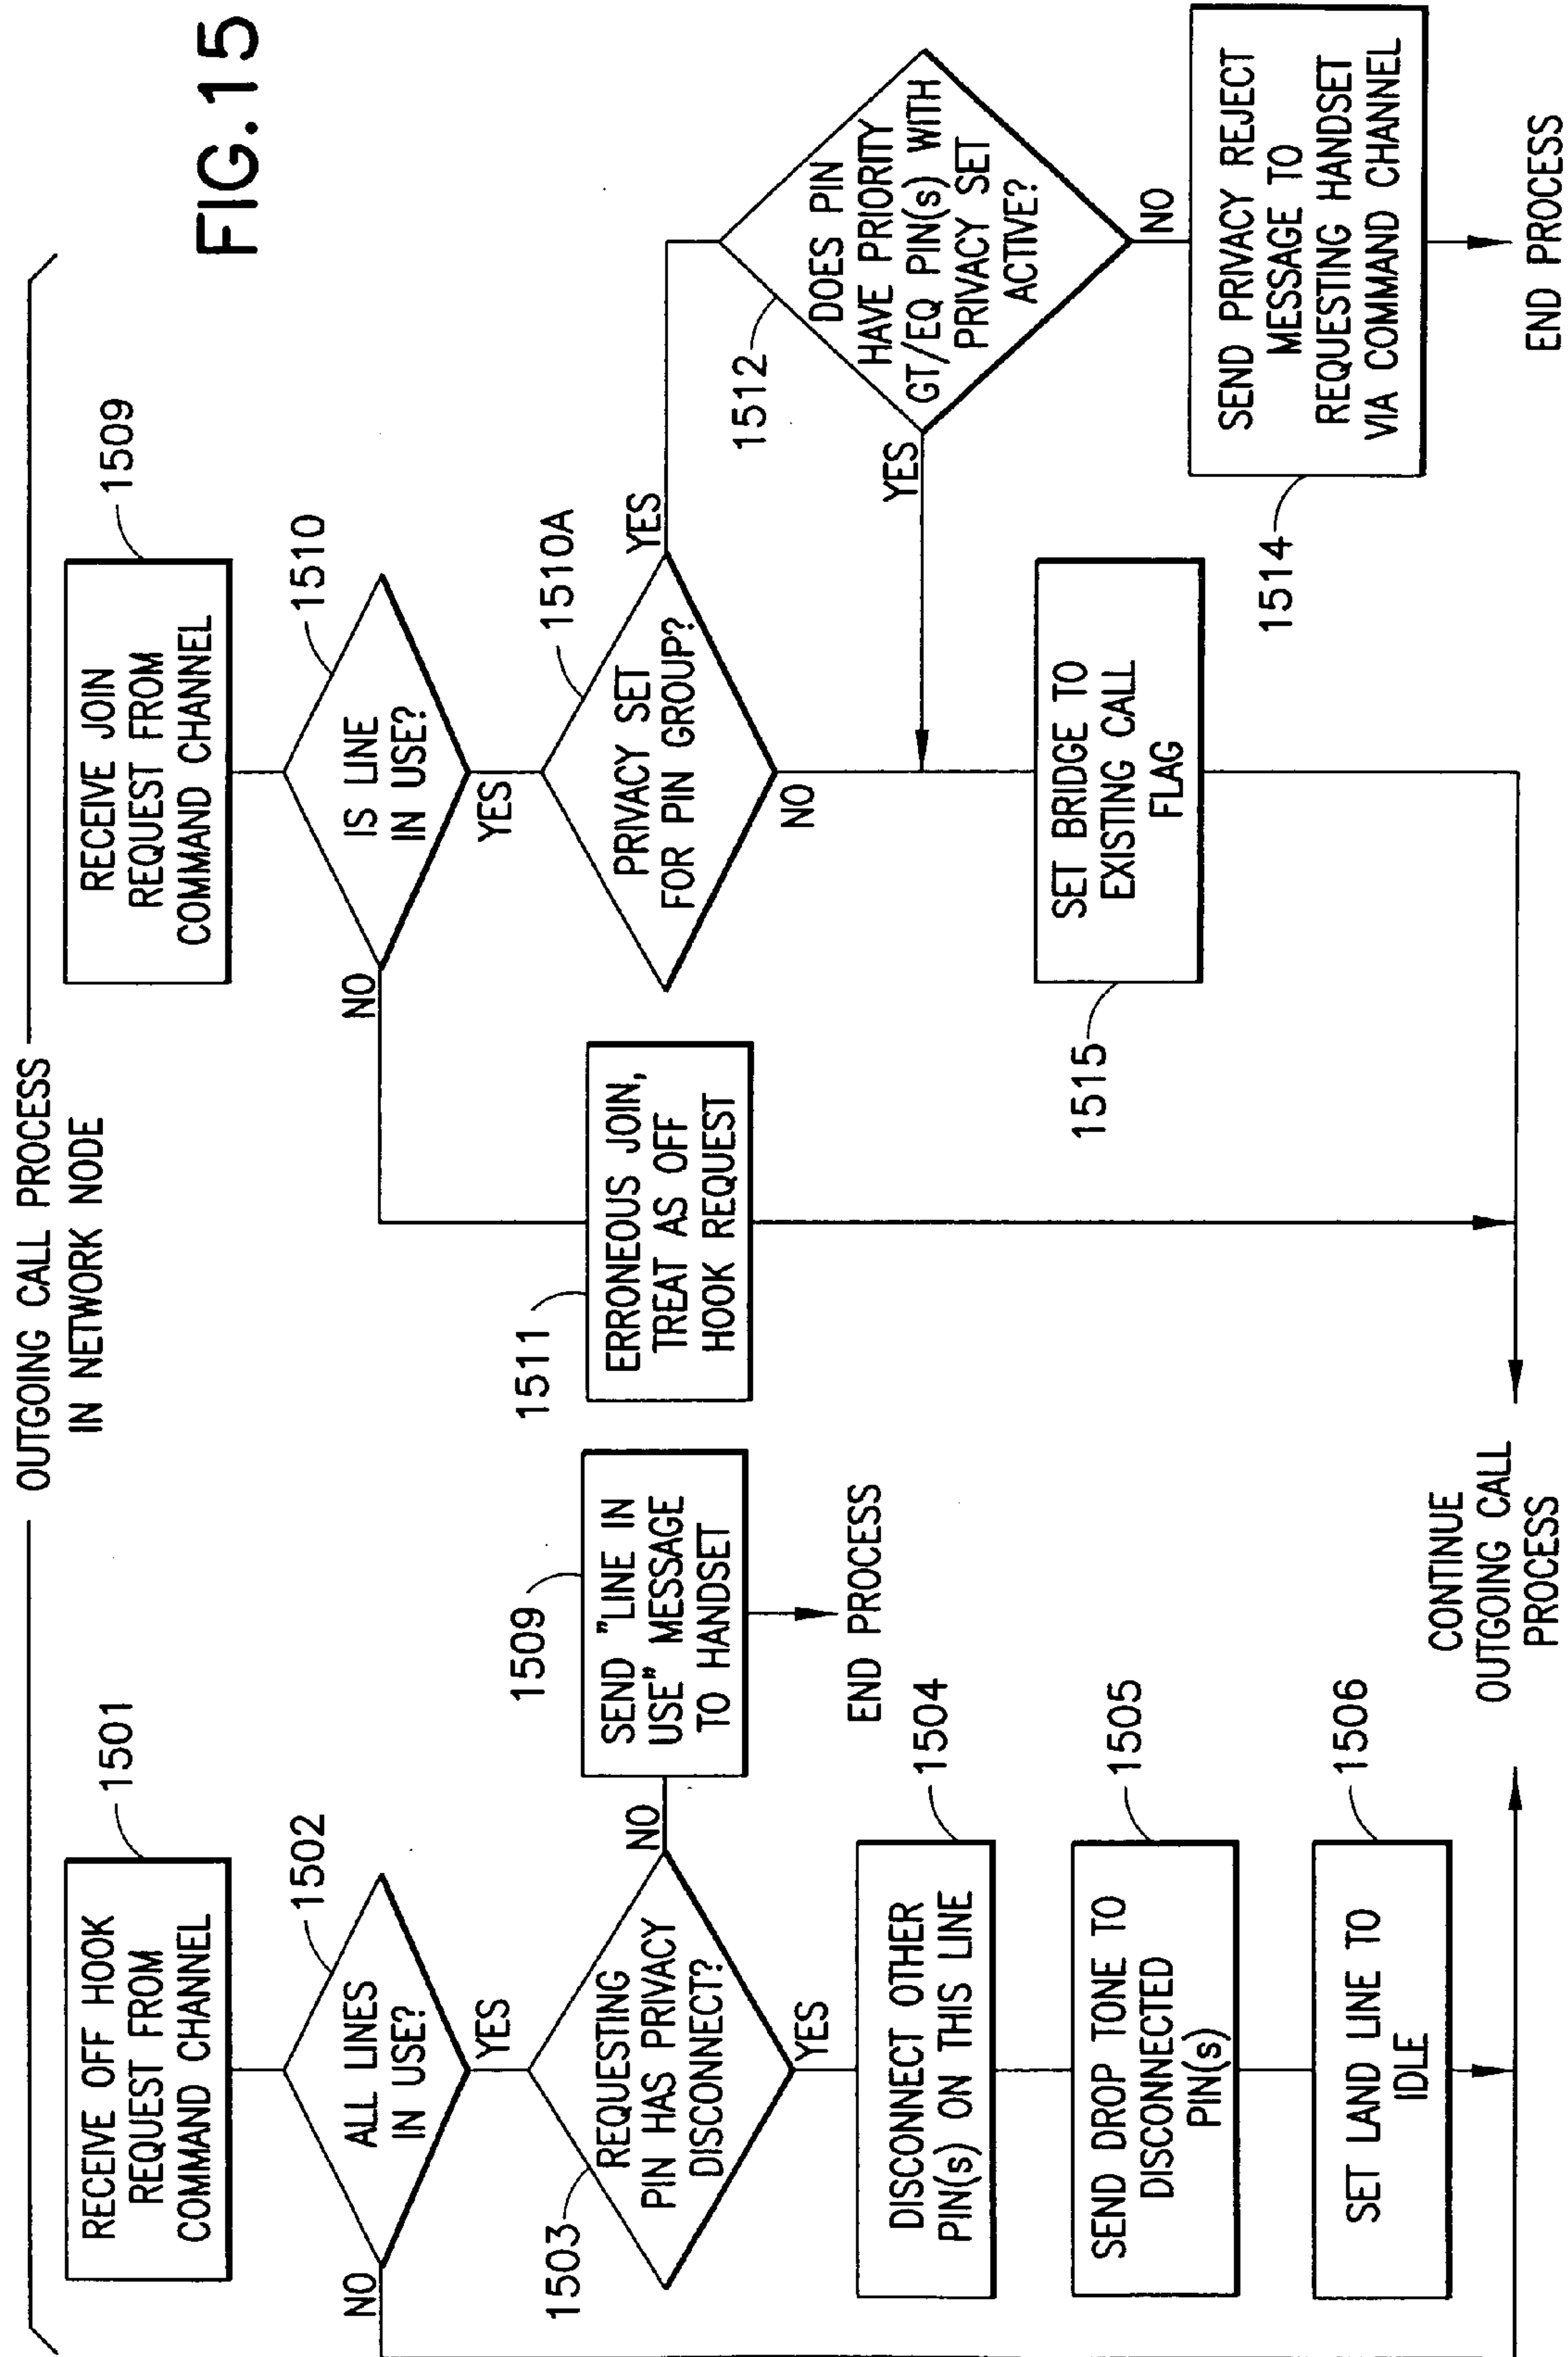 OUTGOING CALL PROCESS
IN NETWORK NODE
FIG.15
RECEIVE OFF HOOK
REQUEST FROM
COMMAND CHANNEL
1501
ALL LINES
IN USE?
1502
NO
YES
REQUESTING
PIN HAS PRIVACY
DISCONNECT?
1503
NO
YES
SEND "LINE IN
USE" MESSAGE
TO HANDSET
1509
END PROCESS
DISCONNECT OTHER
PIN(s) ON THIS LINE
1504
SEND DROP TONE TO
DISCONNECTED
PIN(s)
1505
SET LAND LINE TO
IDLE
1506
CONTINUE
OUTGOING CALL
PROCESS
RECEIVE JOIN
REQUEST FROM
COMMAND CHANNEL
1509
IS LINE
IN USE?
1510
NO
YES
ERRONEOUS JOIN,
TREAT AS OFF
HOOK REQUEST
1511
PRIVACY SET
FOR PIN GROUP?
1510A
YES
NO
DOES PIN
HAVE PRIORITY
GT/EQ PIN(s) WITH
PRIVACY SET
ACTIVE?
1512
YES
NO
SET BRIDGE TO
EXISTING CALL
FLAG
1515
SEND PRIVACY REJECT
MESSAGE TO
REQUESTING HANDSET
VIA COMMAND CHANNEL
1514
END PROCESS